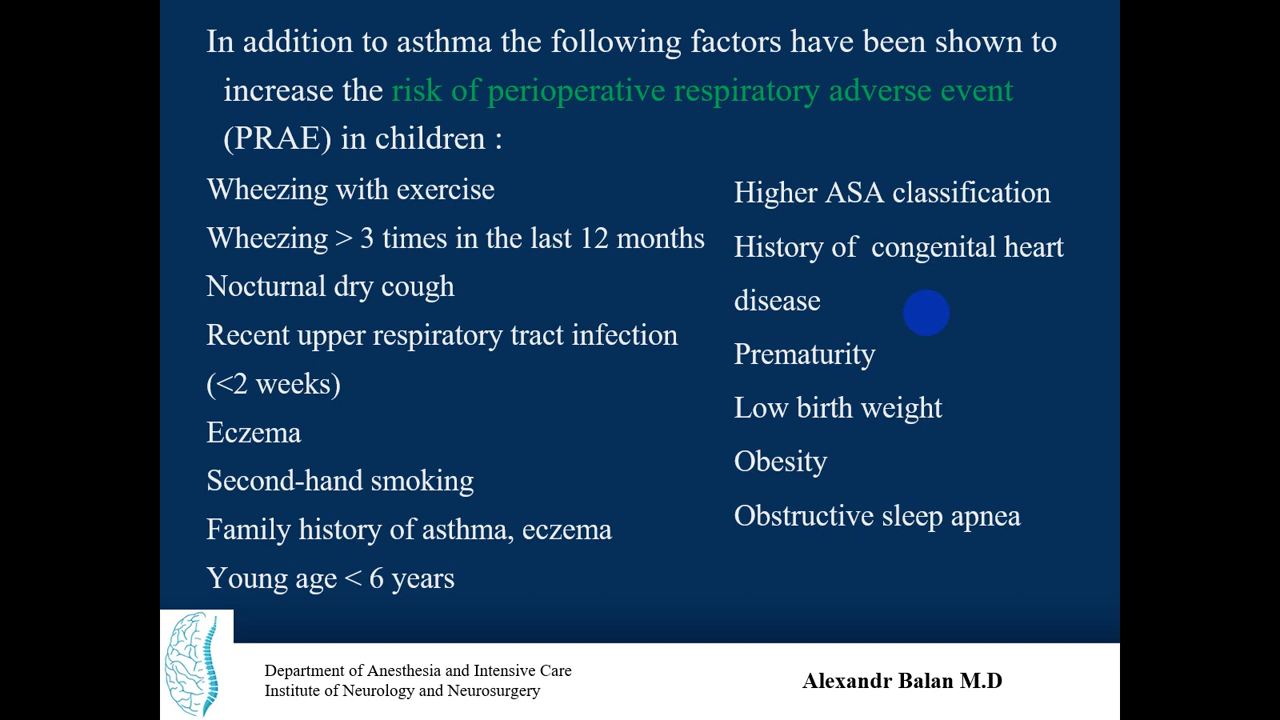 In addition to asthma the following factors have been shown to
increase the risk of perioperative respiratory adverse event
(PRAE) in children :
Wheezing with exercise
Wheezing > 3 times in the last 12 months
Nocturnal dry cough
Recent upper respiratory tract infection
(<2 weeks)
Eczema
Second-hand smoking
Family history of asthma, eczema
Young age < 6 years
Higher ASA classification
History of  congenital heart
disease
Prematurity
Low birth weight
Obesity
Obstructive sleep apnea
Department of Anesthesia and Intensive Care
Institute of Neurology and Neurosurgery
Alexandr Balan M.D